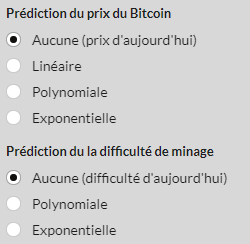 Prédiction du prix du Bitcoin
Aucune (prix d'aujourd'hui)
Linéaire
Polynomiale
Exponentielle
Prédiction du la difficulté de minage
Aucune (difficulté d'aujourd'hui)
Polynomiale
Exponentielle